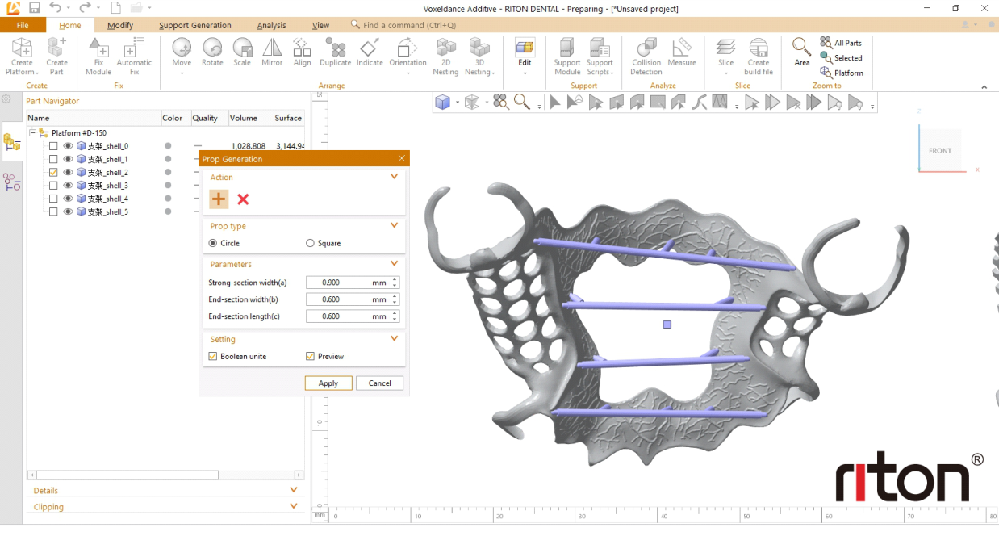 Voxeldance Additive - RITON DENTAL - Preparing - [*Unsaved project]
File Home Modify Support Generation Analysis View Find a command (Ctrl+Q)
Create Platform
Create Part
Fix Module
Automatic Fix
Move
Rotate
Scale
Mirror
Align
Duplicate
Indicate
Orientation
2D Nesting
3D Nesting
Edit
Support Module
Support Scripts
Collision Detection
Measure
Slice
Create build file
Area
All Parts
Selected
Platform
Create Fix Arrange Support Analyze Slice Zoom to
Part Navigator
Name Color Quality Volume Surface
Platform #D-150
支架_shell_0 1,028.808 3,144.94
支架_shell_1
支架_shell_2
支架_shell_3
支架_shell_4
支架_shell_5
Prop Generation
Action
Prop type
Circle Square
Parameters
Strong-section width(a) 0.900 mm
End-section width(b) 0.600 mm
End-section length(c) 0.600 mm
Setting
Boolean unite Preview
Apply Cancel
Details
Clipping
Z
FRONT
X
riton®
50
10
0
mm 0 10 20 30 40 50 60 70 80